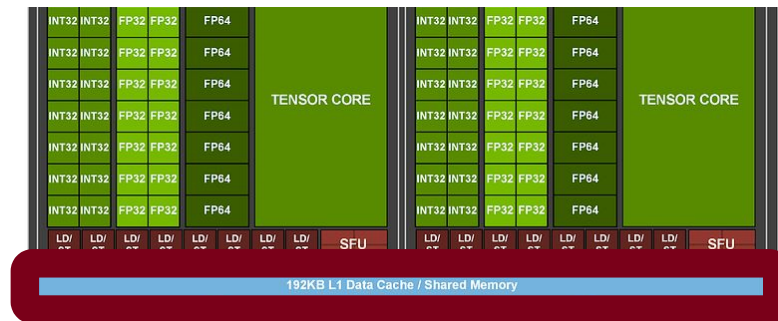 INT32 INT32 FP32 FP32 FP64 INT32 INT32 FP32 FP32 FP64
INT32 INT32 FP32 FP32 FP64 INT32 INT32 FP32 FP32 FP64
INT32 INT32 FP32 FP32 FP64 INT32 INT32 FP32 FP32 FP64
TENSOR CORE TENSOR CORE
INT32 INT32 FP32 FP32 FP64 INT32 INT32 FP32 FP32 FP64
INT32 INT32 FP32 FP32 FP64 INT32 INT32 FP32 FP32 FP64
INT32 INT32 FP32 FP32 FP64 INT32 INT32 FP32 FP32 FP64
INT32 INT32 FP32 FP32 FP64 INT32 INT32 FP32 FP32 FP64
LD/ LD/ LD/ LD/ LD/ LD/ LD/ LD/ SFU LD/ LD/ LD/ LD/ LD/ LD/ LD/ LD/ SFU
192KB L1 Data Cache / Shared Memory